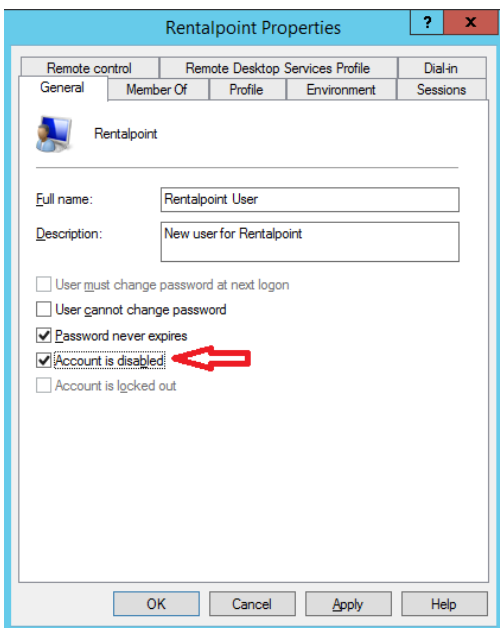 Rentalpoint Properties
? x
Remote control Remote Desktop Services Profile Dial-in
General Member Of Profile Environment Sessions
Rentalpoint
Full name: Rentalpoint User
Description: New user for Rentalpoint
User must change password at next logon
User cannot change password
Password never expires
Account is disabled
Account is locked out
OK Cancel Apply Help